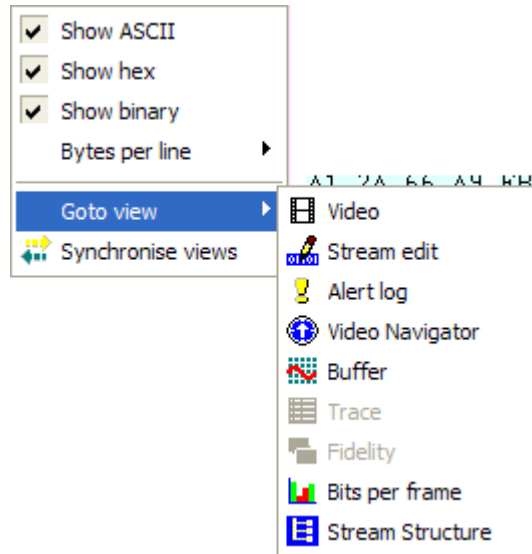 Show ASCII
Show hex
Show binary
Bytes per line
Goto view
Synchronise views
Video
Stream edit
Alert log
Video Navigator
Buffer
Trace
Fidelity
Bits per frame
Stream Structure